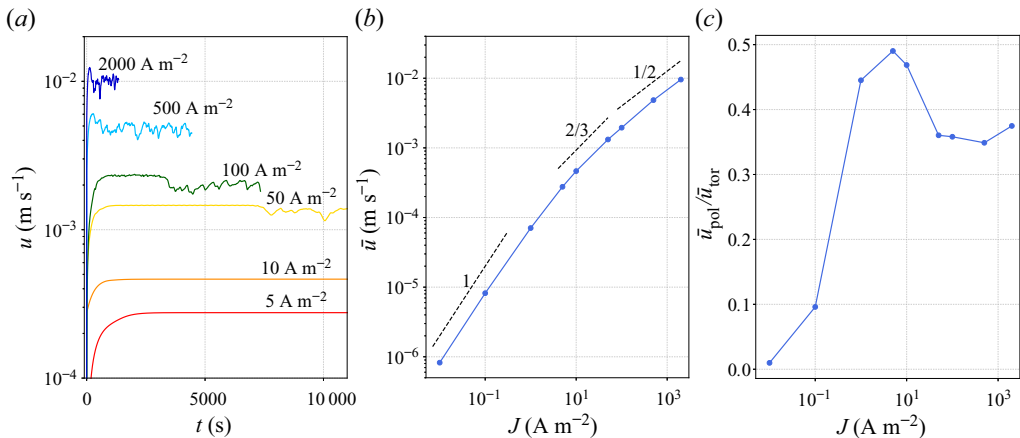 (a)
10⁻²
10⁻³
10⁻⁴
u (m s⁻¹)
2000 A m⁻²
500 A m⁻²
100 A m⁻²
50 A m⁻²
10 A m⁻²
5 A m⁻²
0
5000
10 000
t (s)
(b)
10⁻²
10⁻³
10⁻⁴
10⁻⁵
10⁻⁶
ū (m s⁻¹)
1/2
2/3
1
10⁻¹
10¹
10³
J (A m⁻²)
(c)
0.5
0.4
0.3
0.2
0.1
0.0
ū_pol/ū_tor
10⁻¹
10¹
10³
J (A m⁻²)